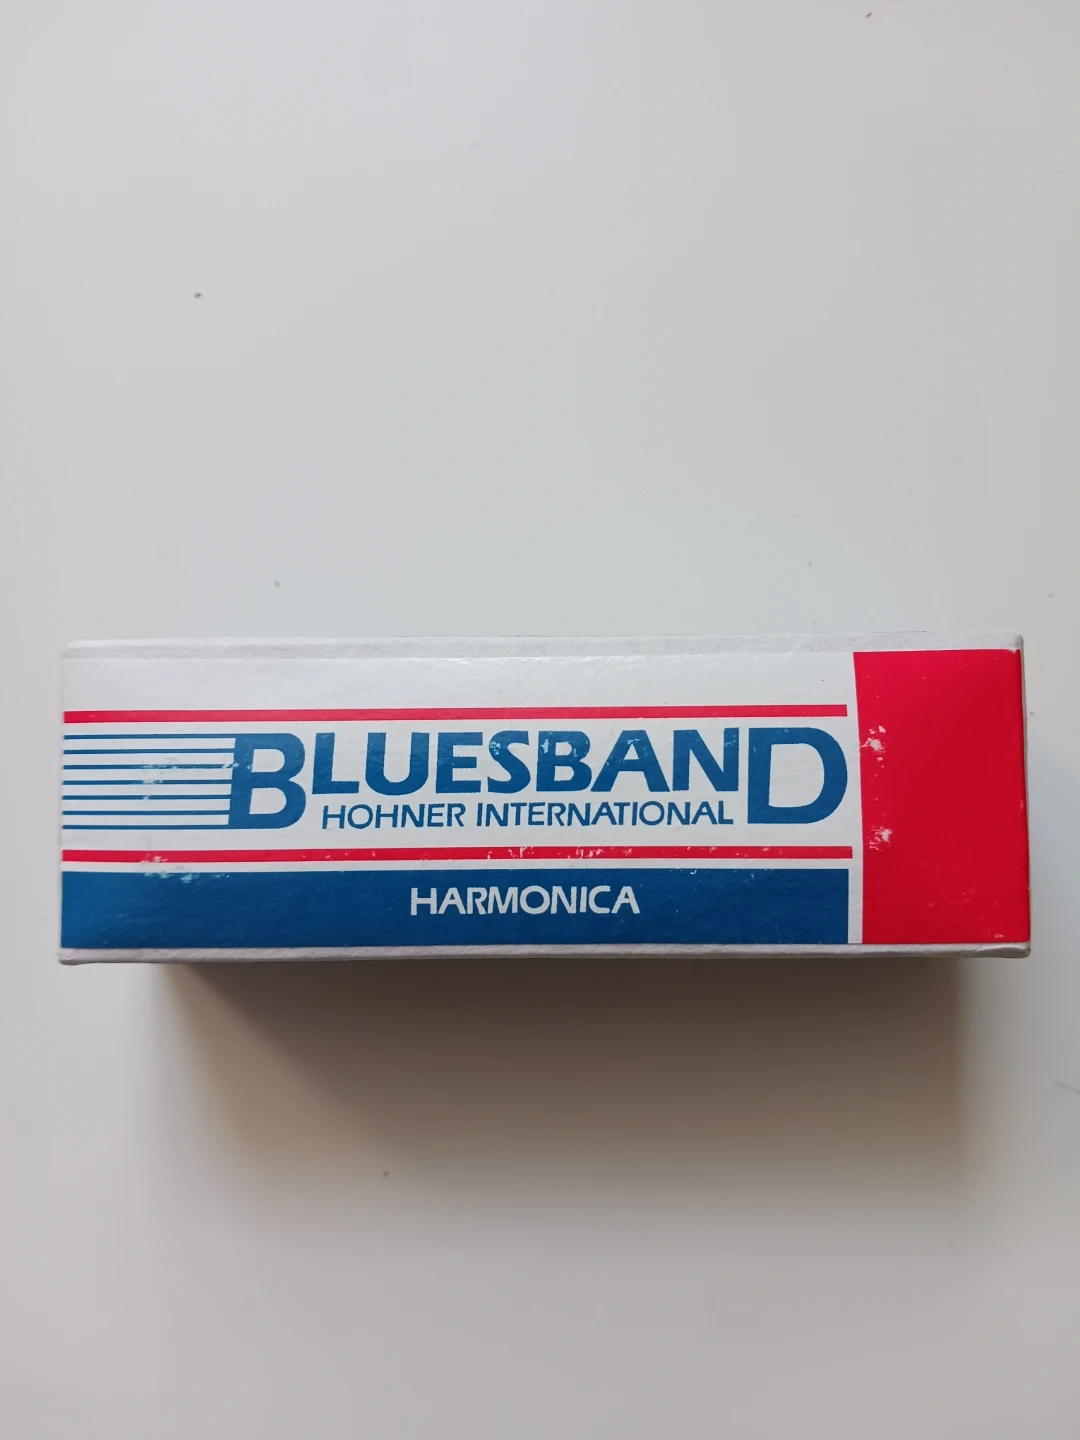 BLUESBAND
HOHNER INTERNATIONAL
HARMONICA